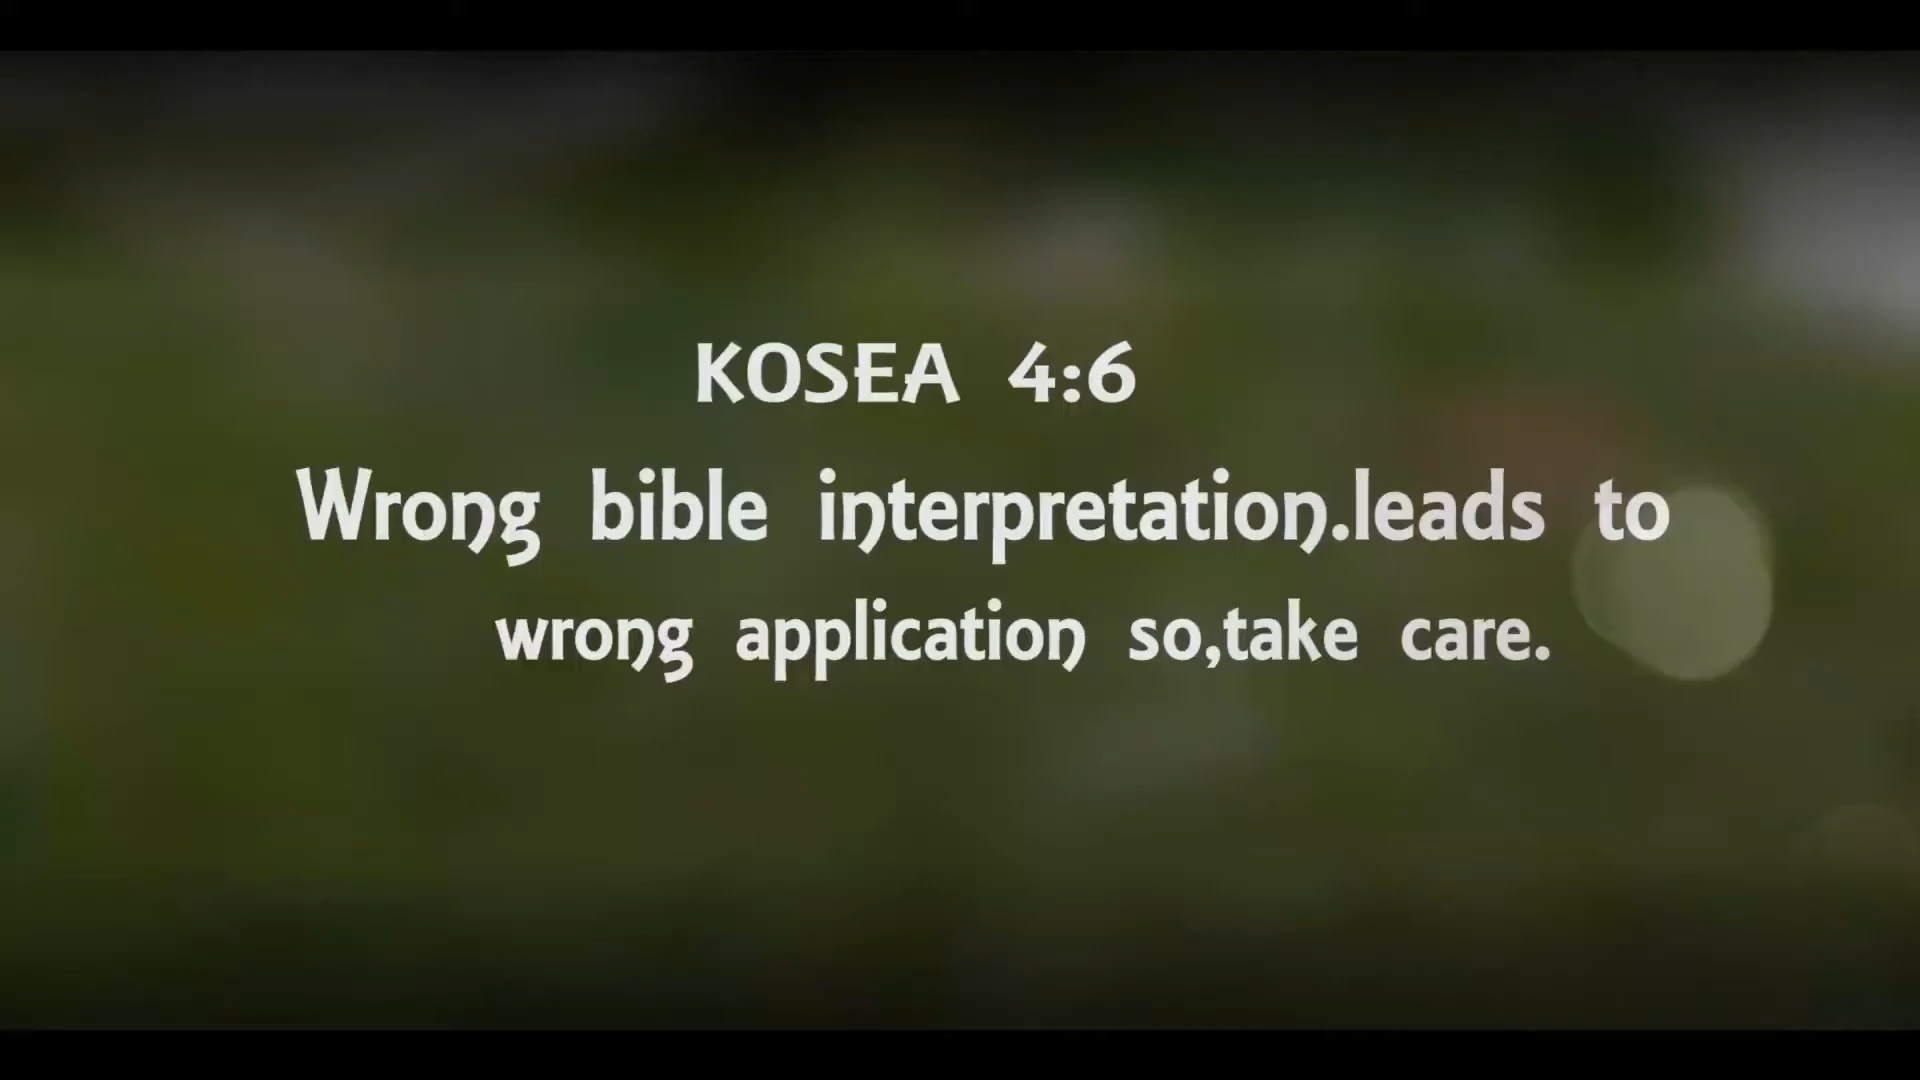 KOSEA 4:6
Wrong bible interpretation.leads to
wrong application so,take care.